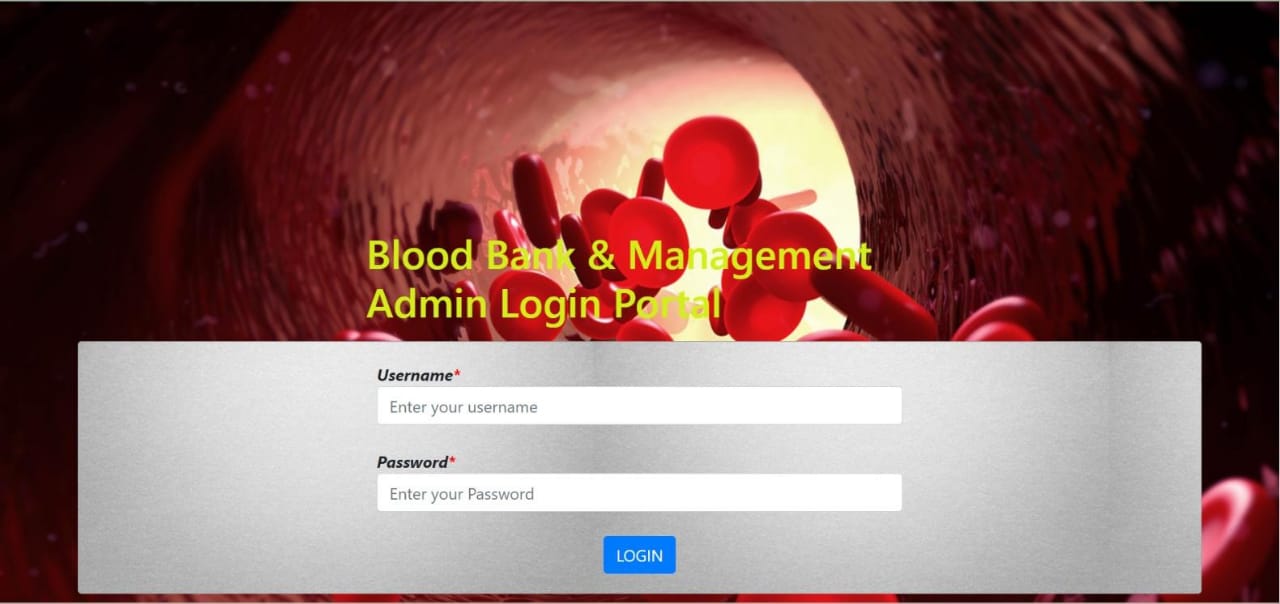 Blood Bank & Management
Admin Login Portal
Username*
Enter your username
Password*
Enter your Password
LOGIN